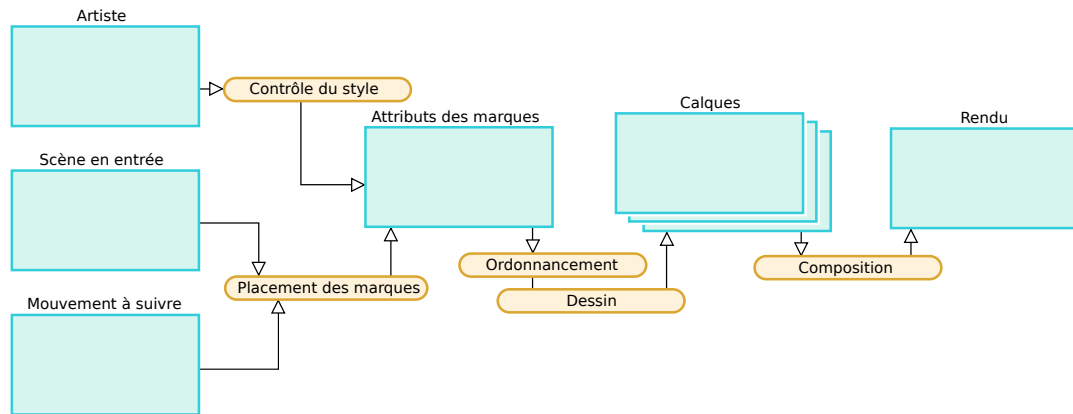 Artiste
Contrôle du style
Scène en entrée
Placement des marques
Mouvement à suivre
Attributs des marques
Ordonnancement
Dessin
Calques
Composition
Rendu